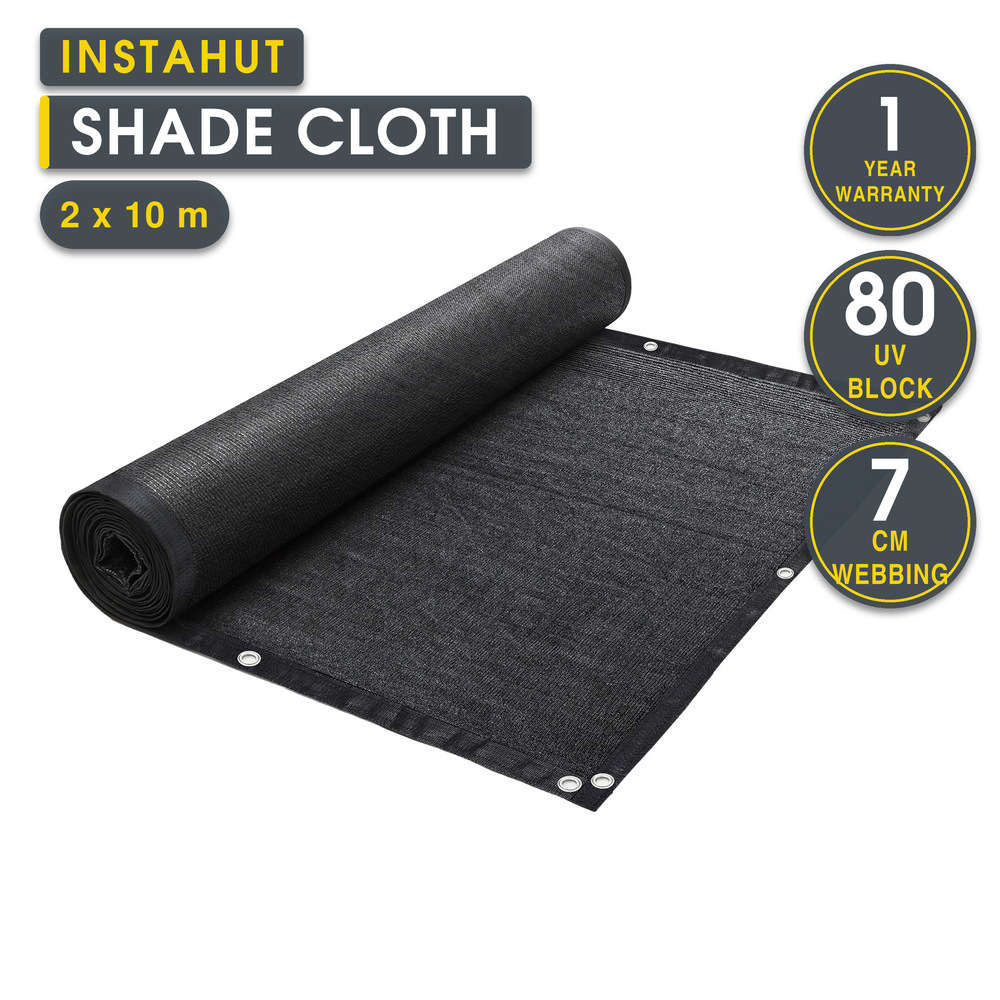 INSTAHUT
SHADE CLOTH
2 x 10 m
1
YEAR
WARRANTY
80
UV
BLOCK
7
CM
WEBBING